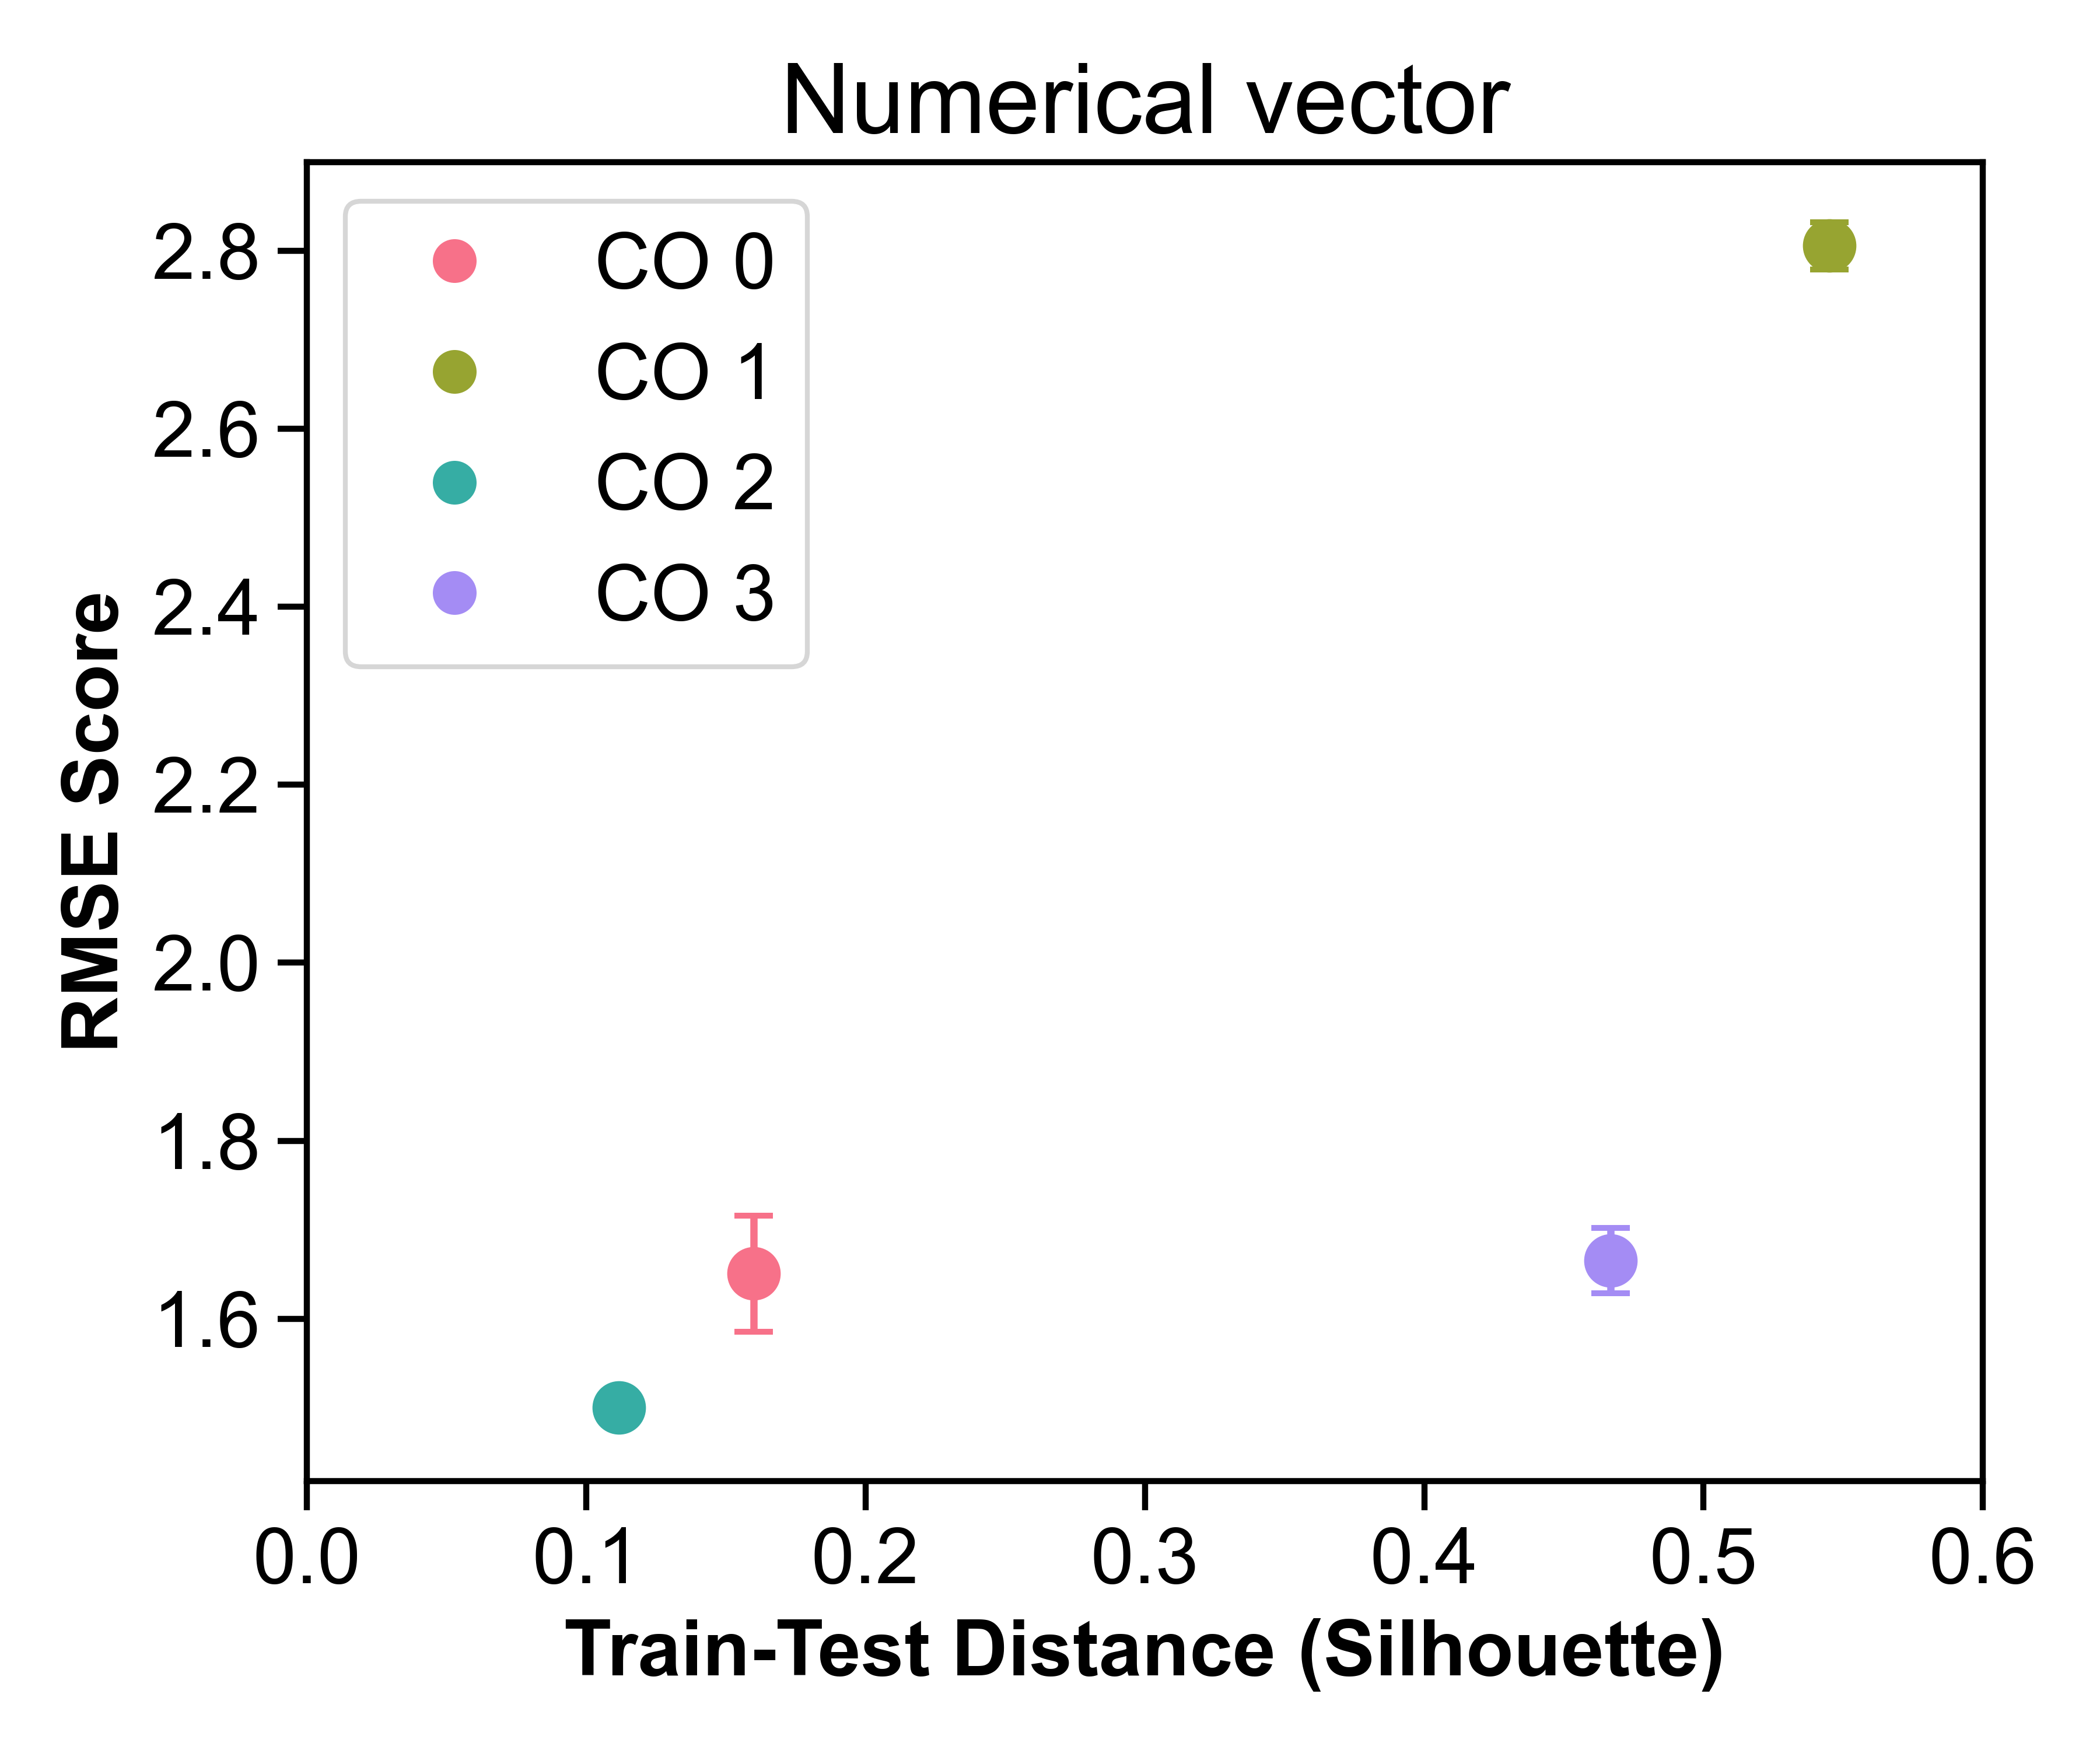 Numerical vector
CO 0
CO 1
CO 2
CO 3
RMSE Score
2.8
2.6
2.4
2.2
2.0
1.8
1.6
0.0 0.1 0.2 0.3 0.4 0.5 0.6
Train-Test Distance (Silhouette)